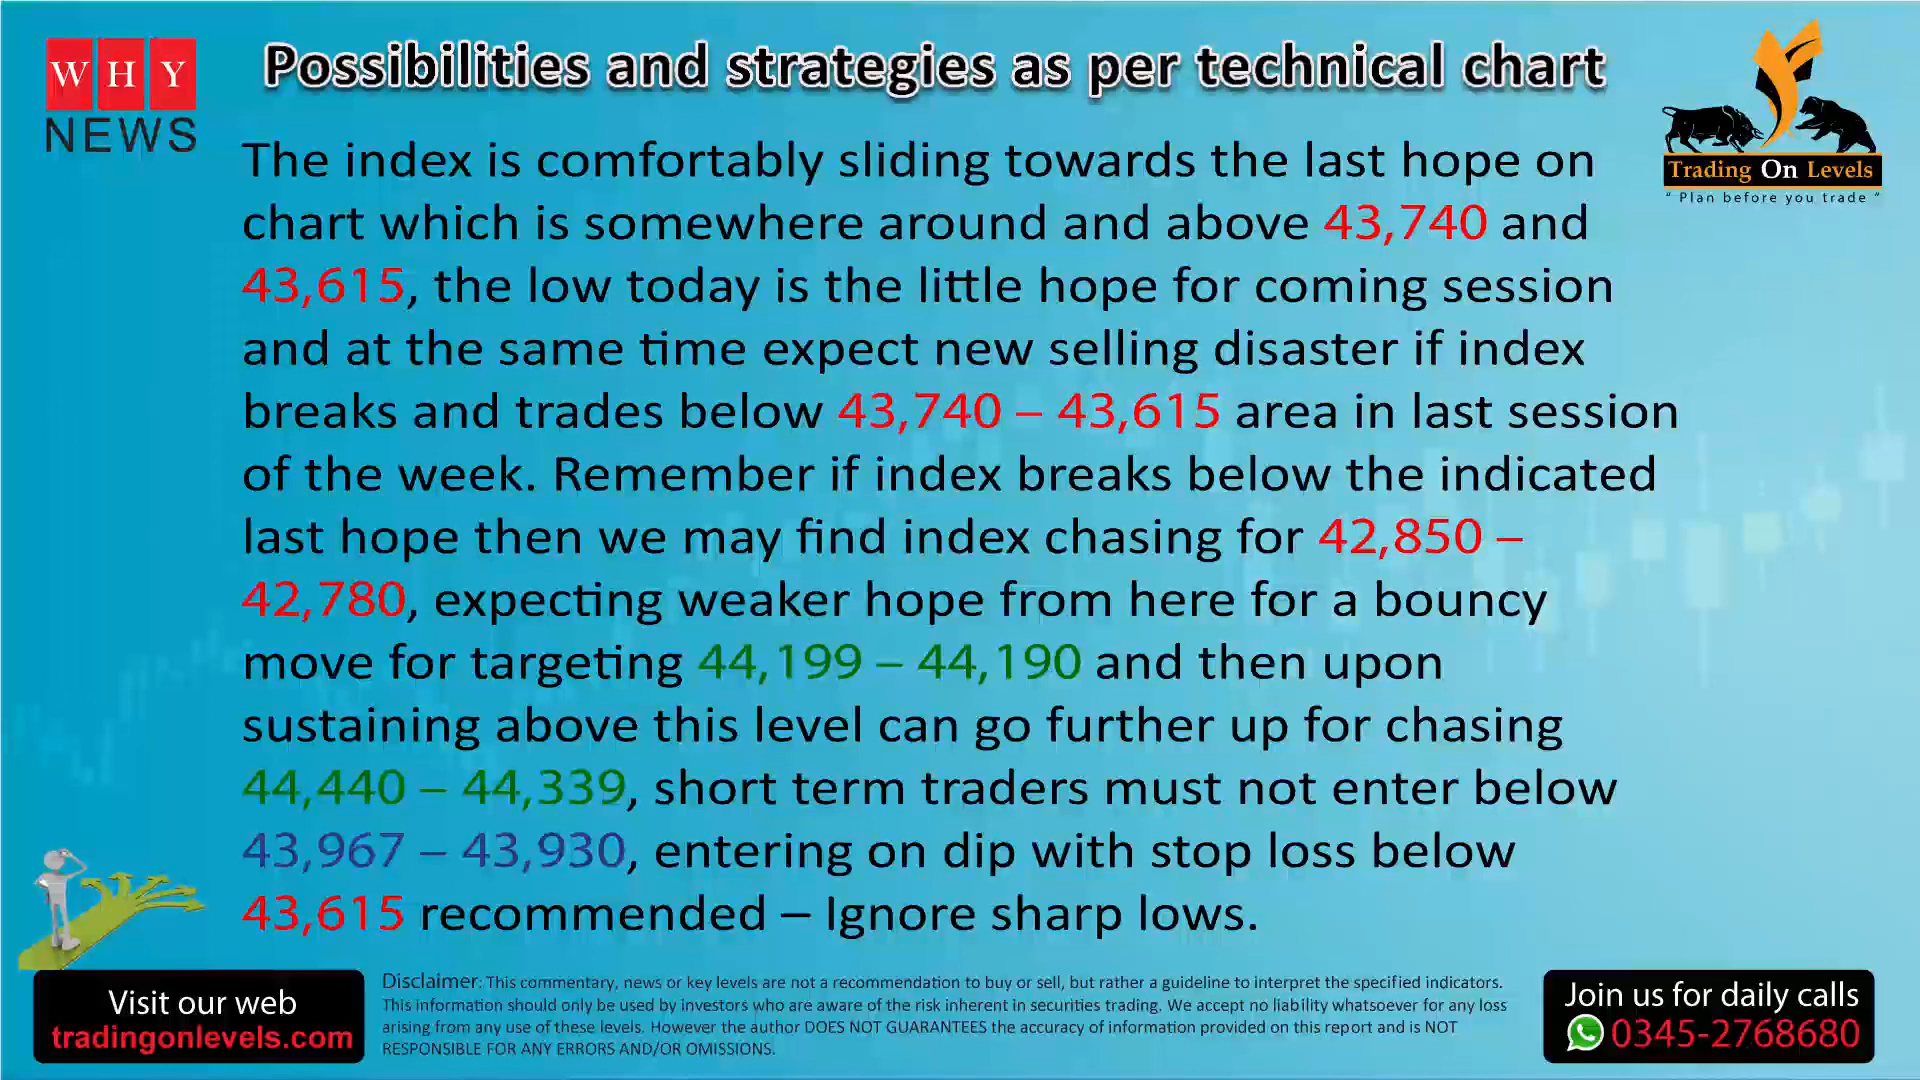 WHY
NEWS
Possibilities and strategies as per technical chart
Trading On Levels
" Plan before you trade "
The index is comfortably sliding towards the last hope on
chart which is somewhere around and above 43,740 and
43,615, the low today is the little hope for coming session
and at the same time expect new selling disaster if index
breaks and trades below 43,740 – 43,615 area in last session
of the week. Remember if index breaks below the indicated
last hope then we may find index chasing for 42,850 –
42,780, expecting weaker hope from here for a bouncy
move for targeting 44,199 – 44,190 and then upon
sustaining above this level can go further up for chasing
44,440 – 44,339, short term traders must not enter below
43,967 – 43,930, entering on dip with stop loss below
43,615 recommended – Ignore sharp lows.
Visit our web
tradingonlevels.com
Disclaimer: This commentary, news or key levels are not a recommendation to buy or sell, but rather a guideline to interpret the specified indicators.
This information should only be used by investors who are aware of the risk inherent in securities trading. We accept no liability whatsoever for any loss
arising from any use of these levels. However the author DOES NOT GUARANTEES the accuracy of information provided on this report and is NOT
RESPONSIBLE FOR ANY ERRORS AND/OR OMISSIONS.
Join us for daily calls
0345-2768680